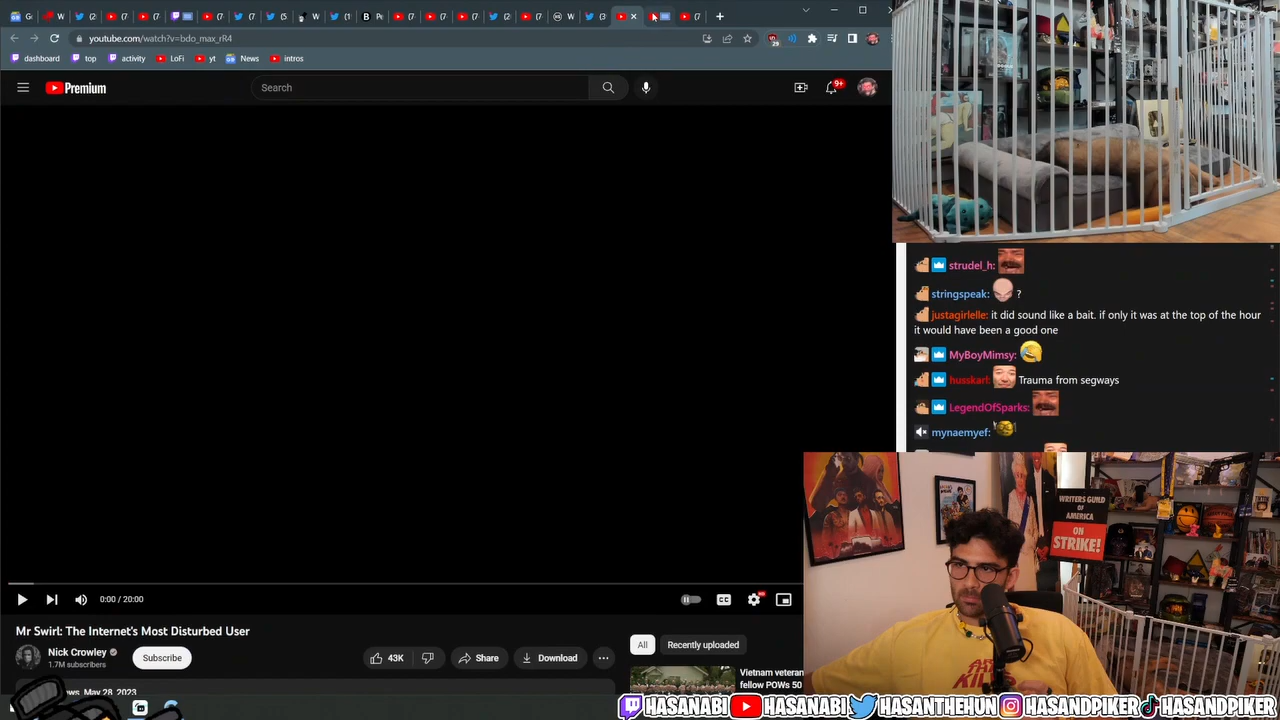 youtube.com/watch?v=bdo_max_rR4
dashboard
top
activity
LoFi
yt
News
intros
Premium
Search
9+
strudel_h:
stringspeak: ?
justagirlelle: it did sound like a bait. if only it was at the top of the hour
it would have been a good one
MyBoyMimsy:
husskarl: Trauma from segways
LegendOfSparks:
mynaemyef:
WRITERS GUILD
OF
AMERICA
ON
STRIKE!
0:00 / 20:00
CC
Mr Swirl: The Internet's Most Disturbed User
Nick Crowley
1.7M subscribers
Subscribe
43K
Share
Download
All
Recently uploaded
Vietnam veteran
fellow POWs 50
May 28, 2023
HASANABI
HASANABI
HASANTHEHUN
HASANDPIKER
HASANDPIKER